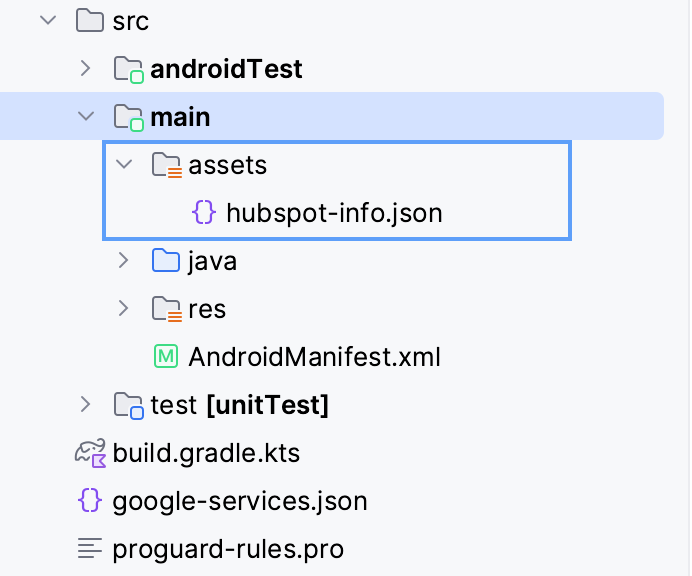 src
androidTest
main
assets
hubspot-info.json
java
res
AndroidManifest.xml
test [unitTest]
build.gradle.kts
google-services.json
proguard-rules.pro